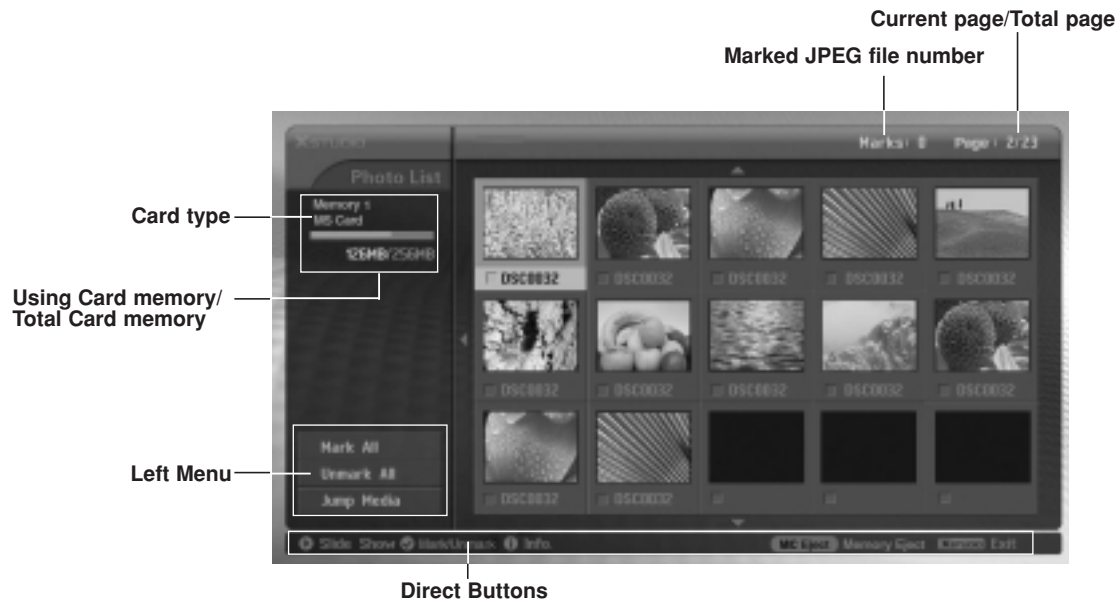 Current page/Total page
Marked JPEG file number
XSTUDIO
Marks: 0 Page: 2/23
Photo List
Card type
Memory 1
MS Card
126MB/256MB
Using Card memory/
Total Card memory
DSC0032 DSC0032 DSC0032 DSC0032 DSC0032
DSC0032 DSC0032 DSC0032 DSC0032 DSC0032
Left Menu
Mark All
Unmark All
Jump Media
DSC0032 DSC0032
Slide Show Mark/Unmark Info. MC Eject Memory Eject Exit
Direct Buttons